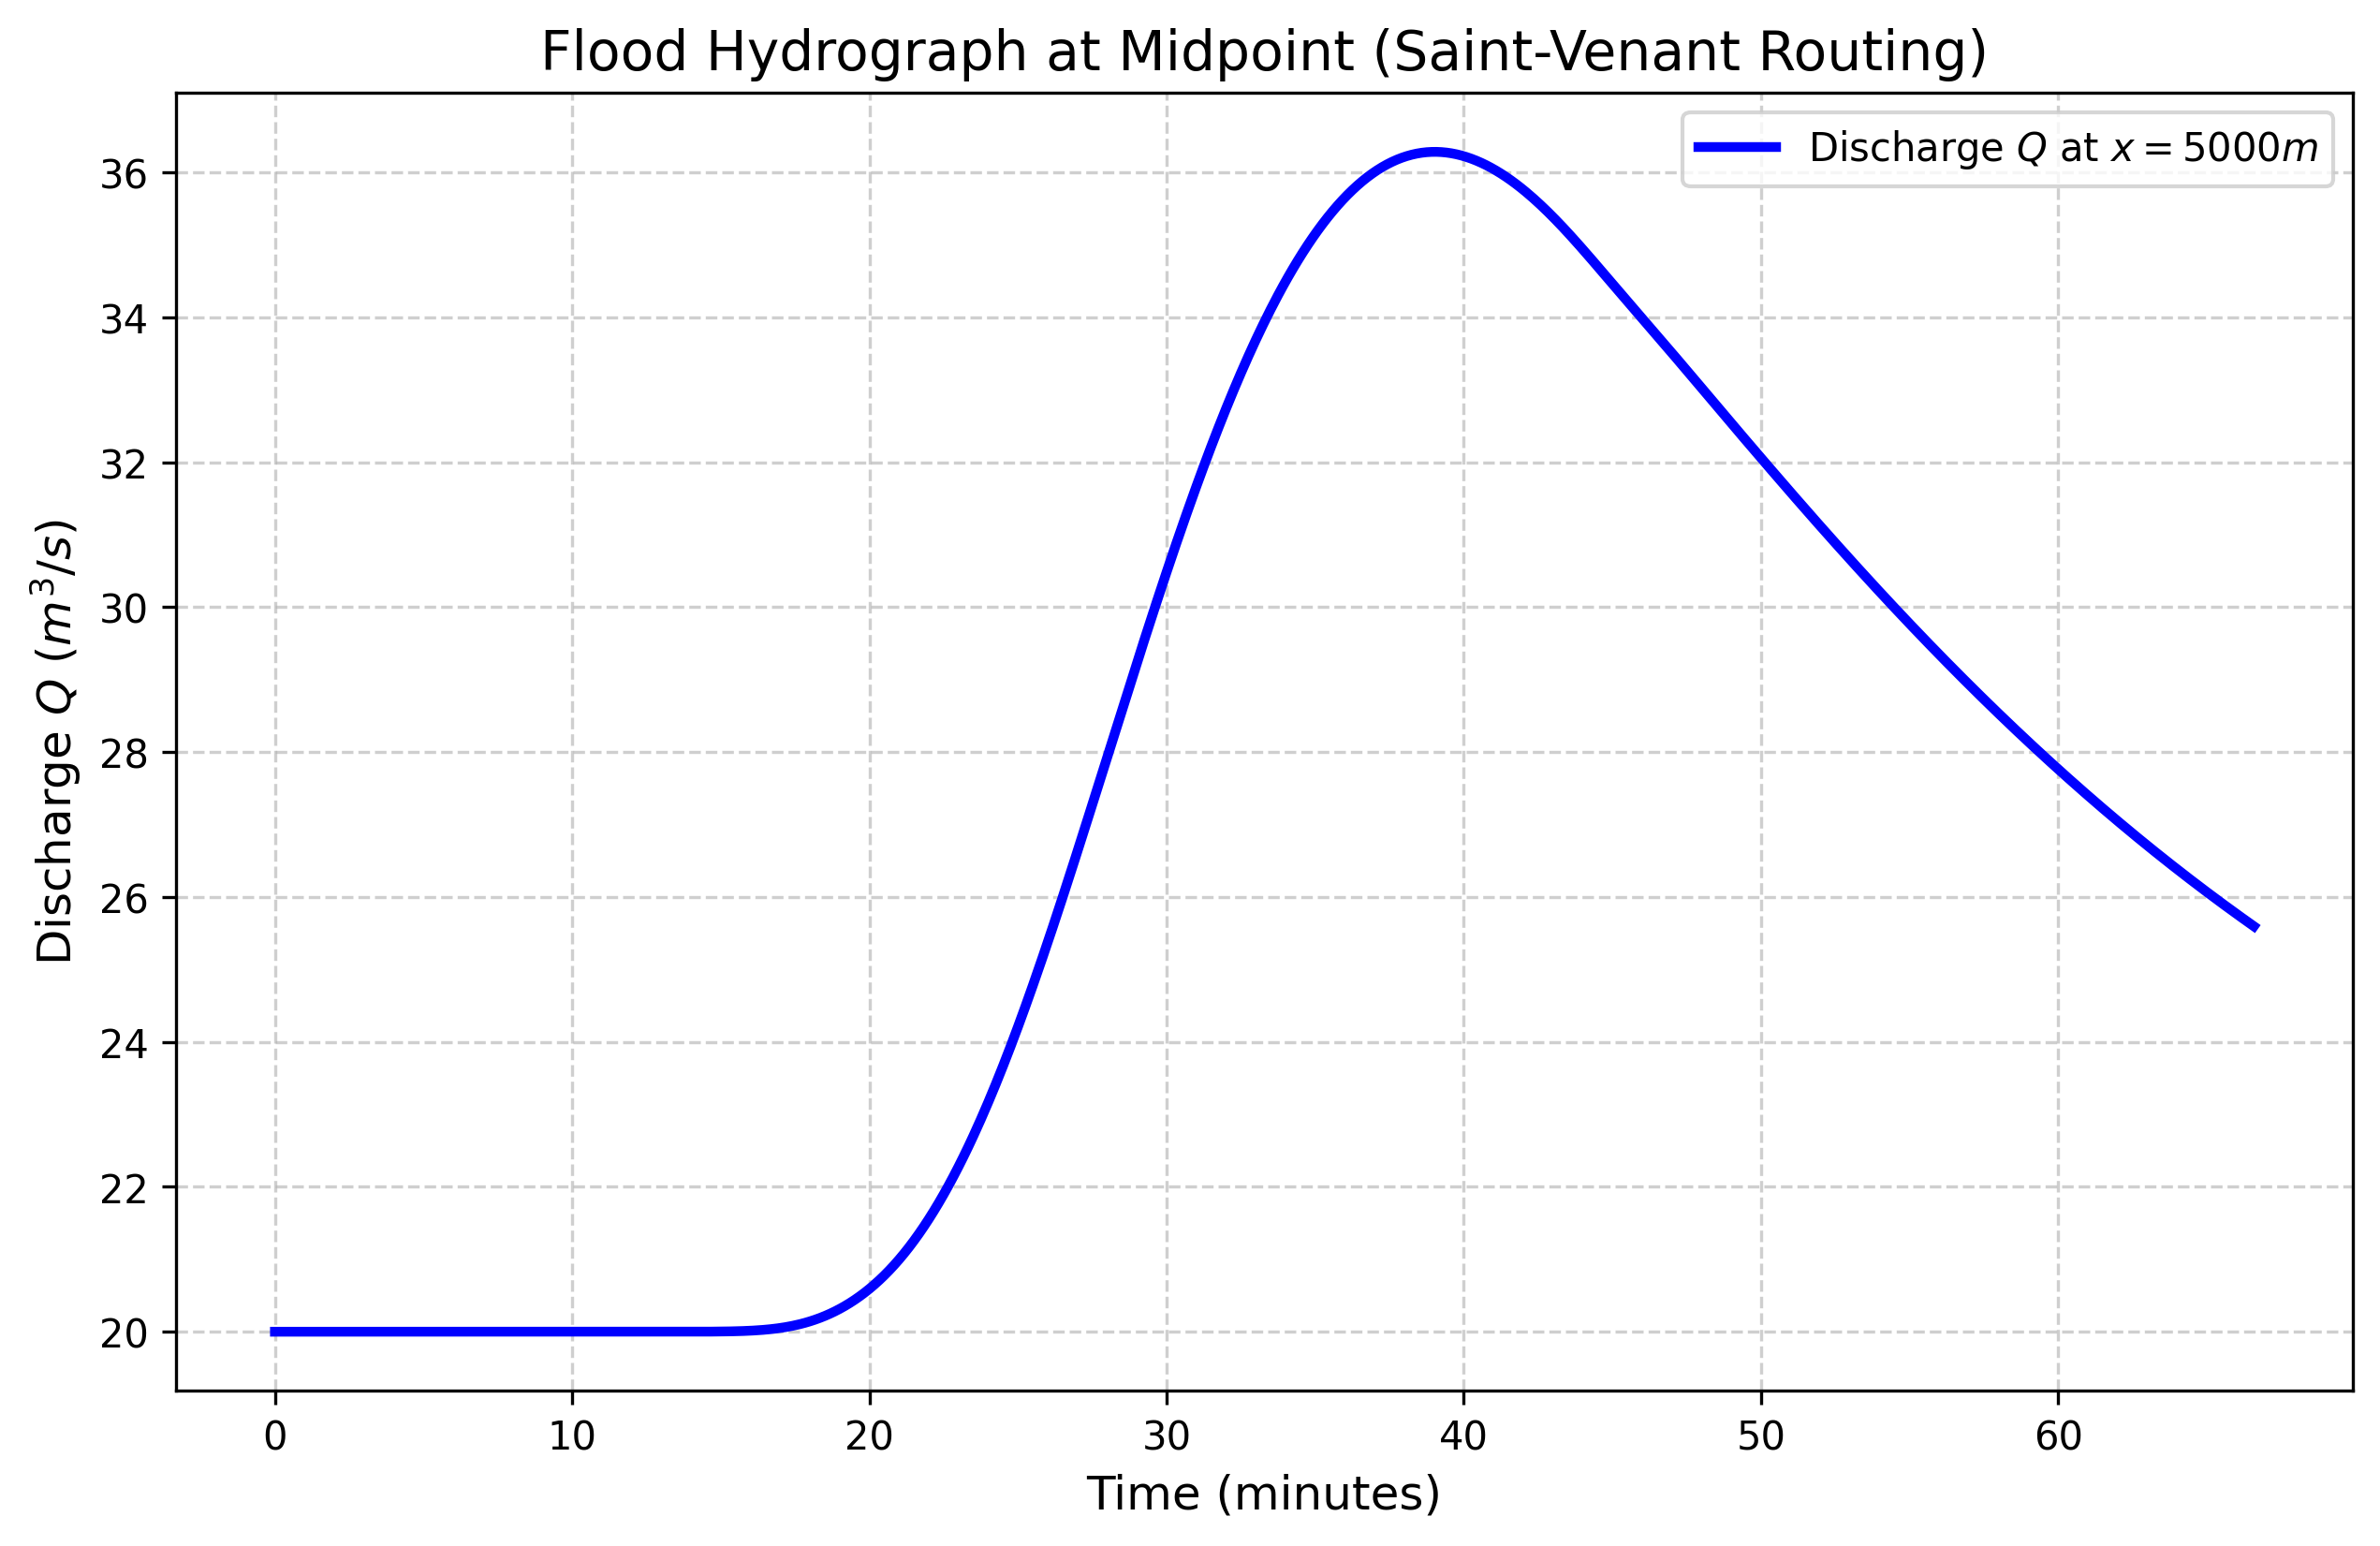 Flood Hydrograph at Midpoint (Saint-Venant Routing)
Discharge Q at x = 5000m
Discharge Q (m³/s)
36
34
32
30
28
26
24
22
20
0 10 20 30 40 50 60
Time (minutes)